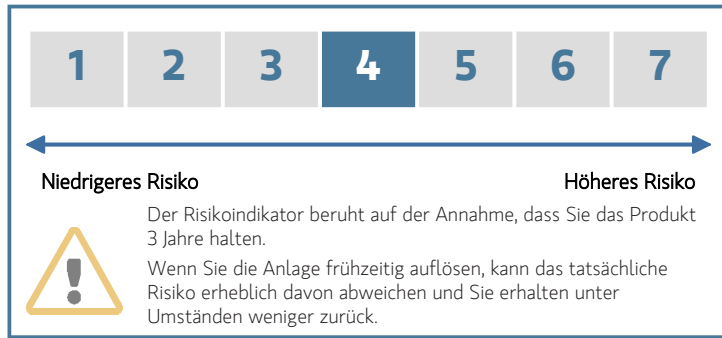 1 2 3 4 5 6 7
Niedrigeres Risiko Höheres Risiko
Der Risikoindikator beruht auf der Annahme, dass Sie das Produkt
3 Jahre halten.
Wenn Sie die Anlage frühzeitig auflösen, kann das tatsächliche
Risiko erheblich davon abweichen und Sie erhalten unter
Umständen weniger zurück.